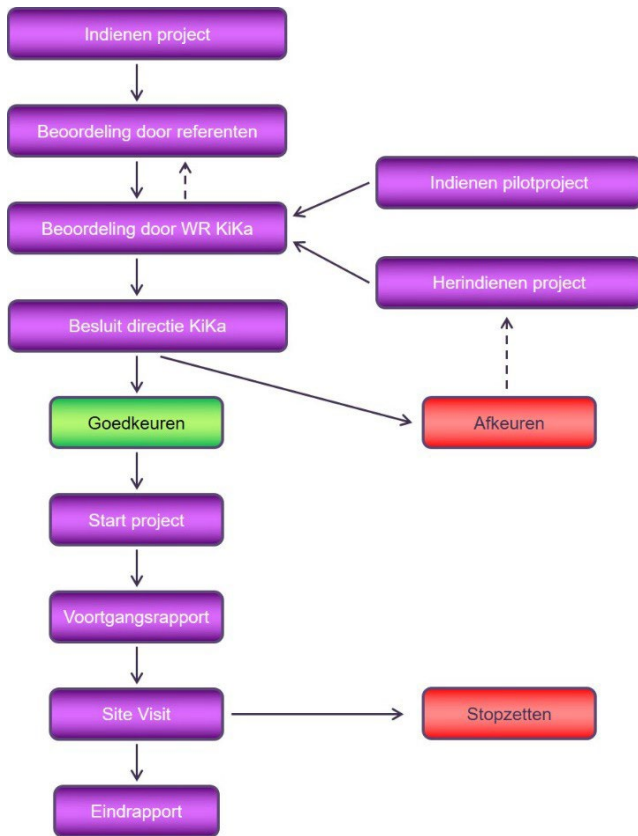 Indienen project
Beoordeling door referenten
Indienen pilotproject
Beoordeling door WR KiKa
Herindienen project
Besluit directie KiKa
Goedkeuren
Afkeuren
Start project
Voortgangsrapport
Site Visit
Stopzetten
Eindrapport